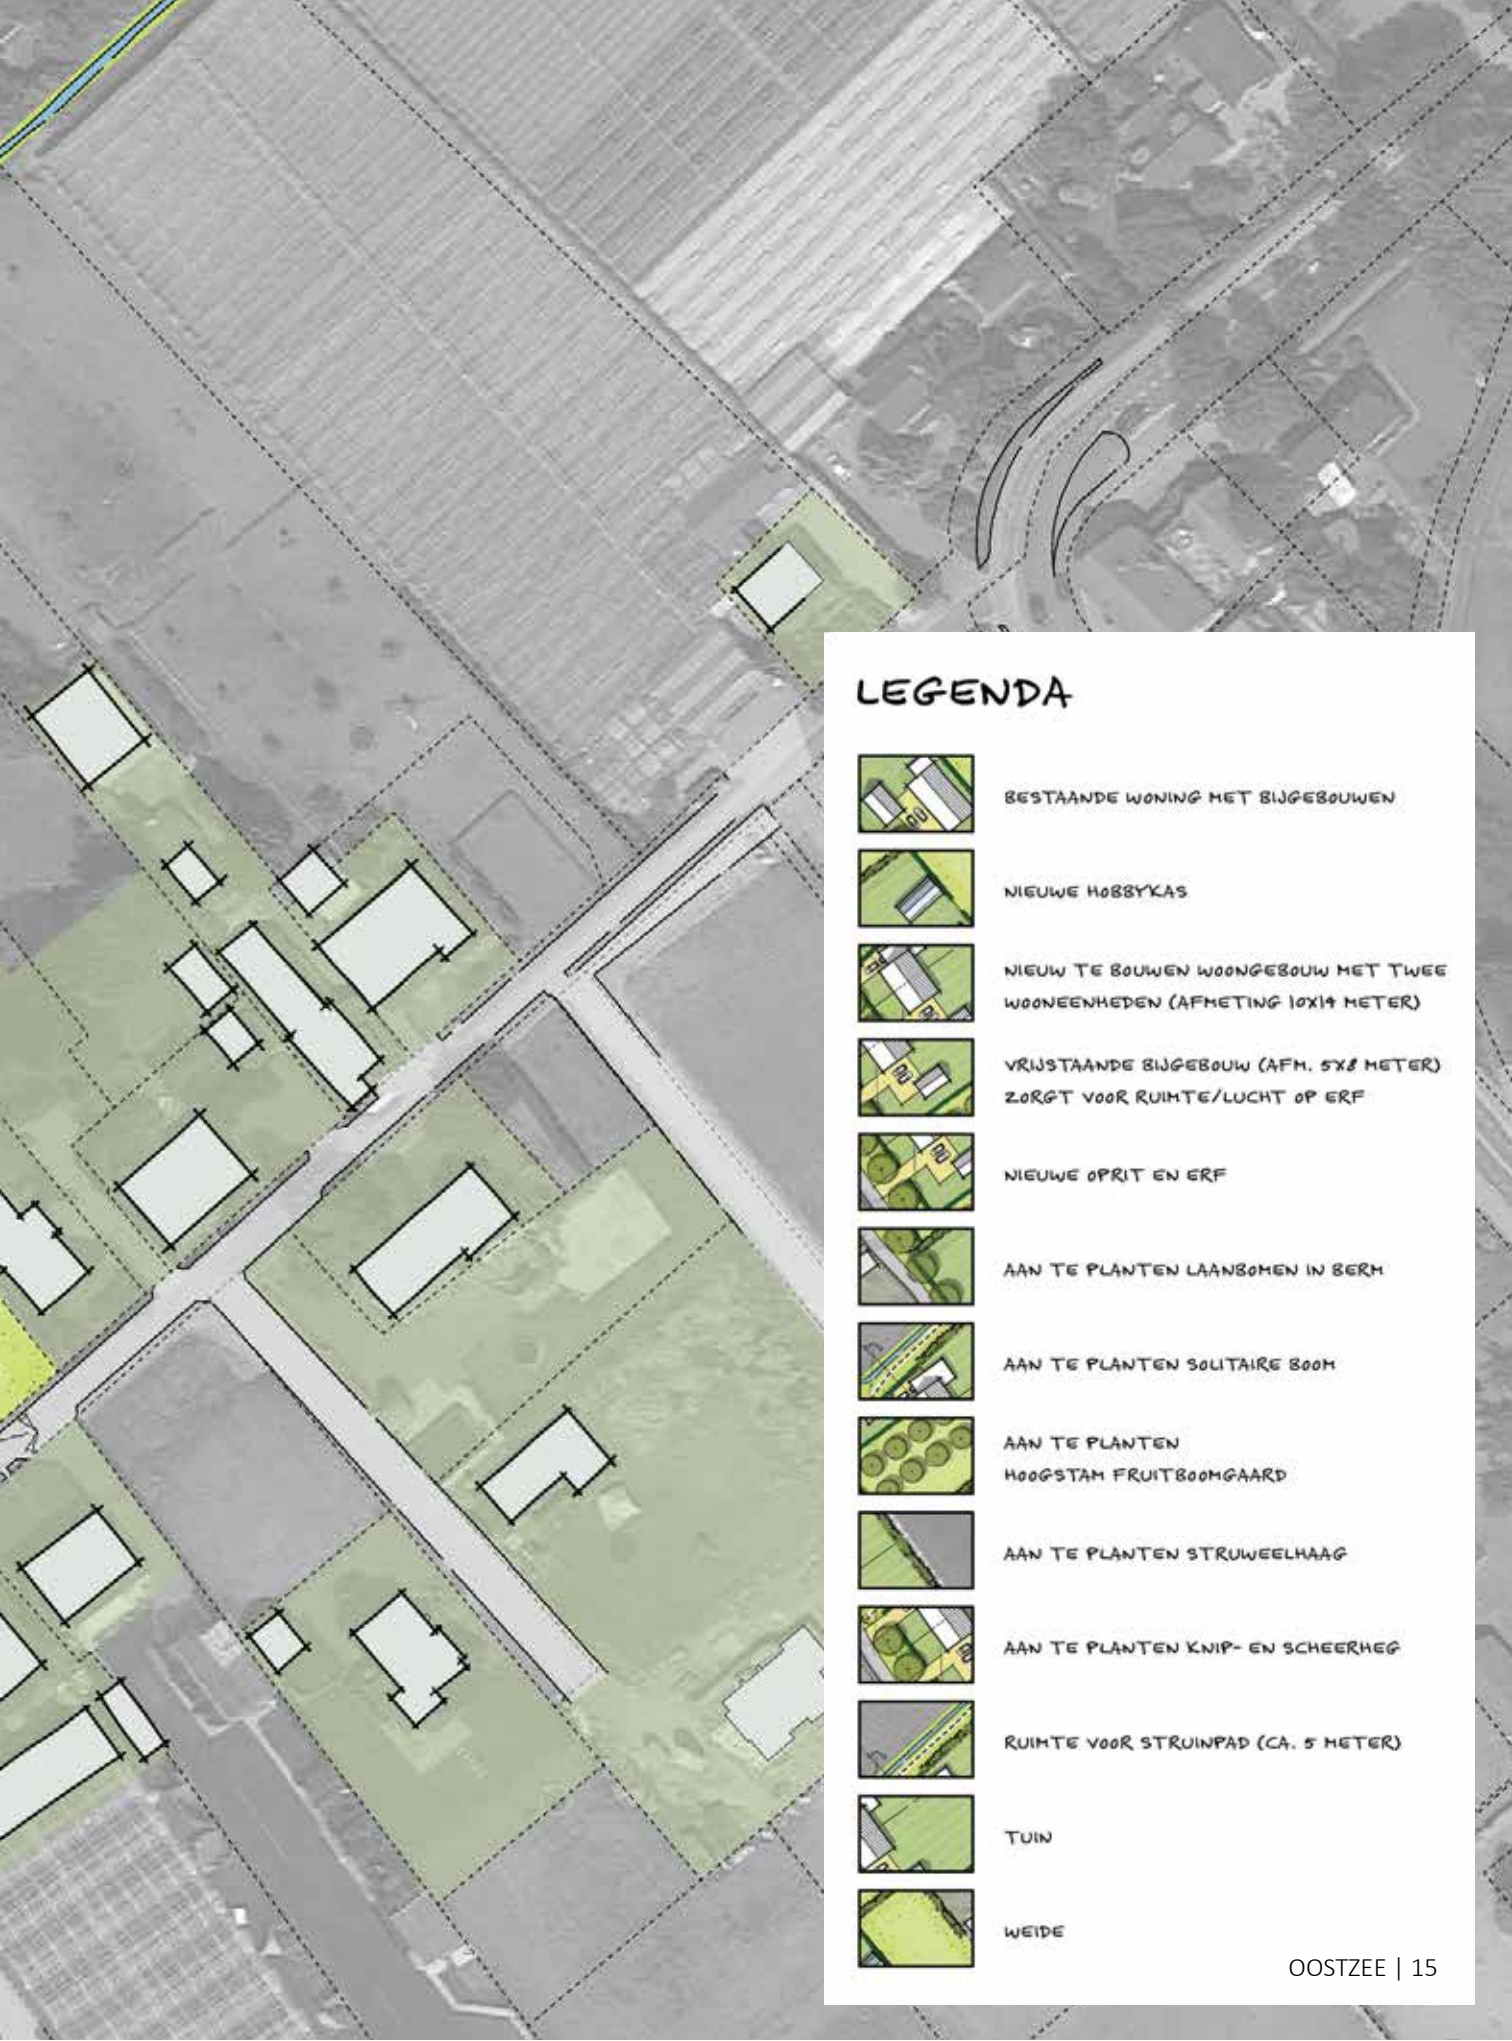 LEGENDA
BESTAANDE WONING MET BIJGEBOUWEN
NIEUWE HOBBYKAS
NIEUW TE BOUWEN WOONGEBOUW MET TWEE
WOONEENHEDEN (AFMETING 10X14 METER)
VRIJSTAANDE BIJGEBOUW (AFM. 5X8 METER)
ZORGT VOOR RUIMTE/LUCHT OP ERF
NIEUWE OPRIT EN ERF
AAN TE PLANTEN LAANBOMEN IN BERM
AAN TE PLANTEN SOLITAIRE BOOM
AAN TE PLANTEN
HOOGSTAM FRUITBOOMGAARD
AAN TE PLANTEN STRUWEELHAAG
AAN TE PLANTEN KNIP- EN SCHEERHEG
RUIMTE VOOR STRUINPAD (CA. 5 METER)
TUIN
WEIDE
OOSTZEE | 15